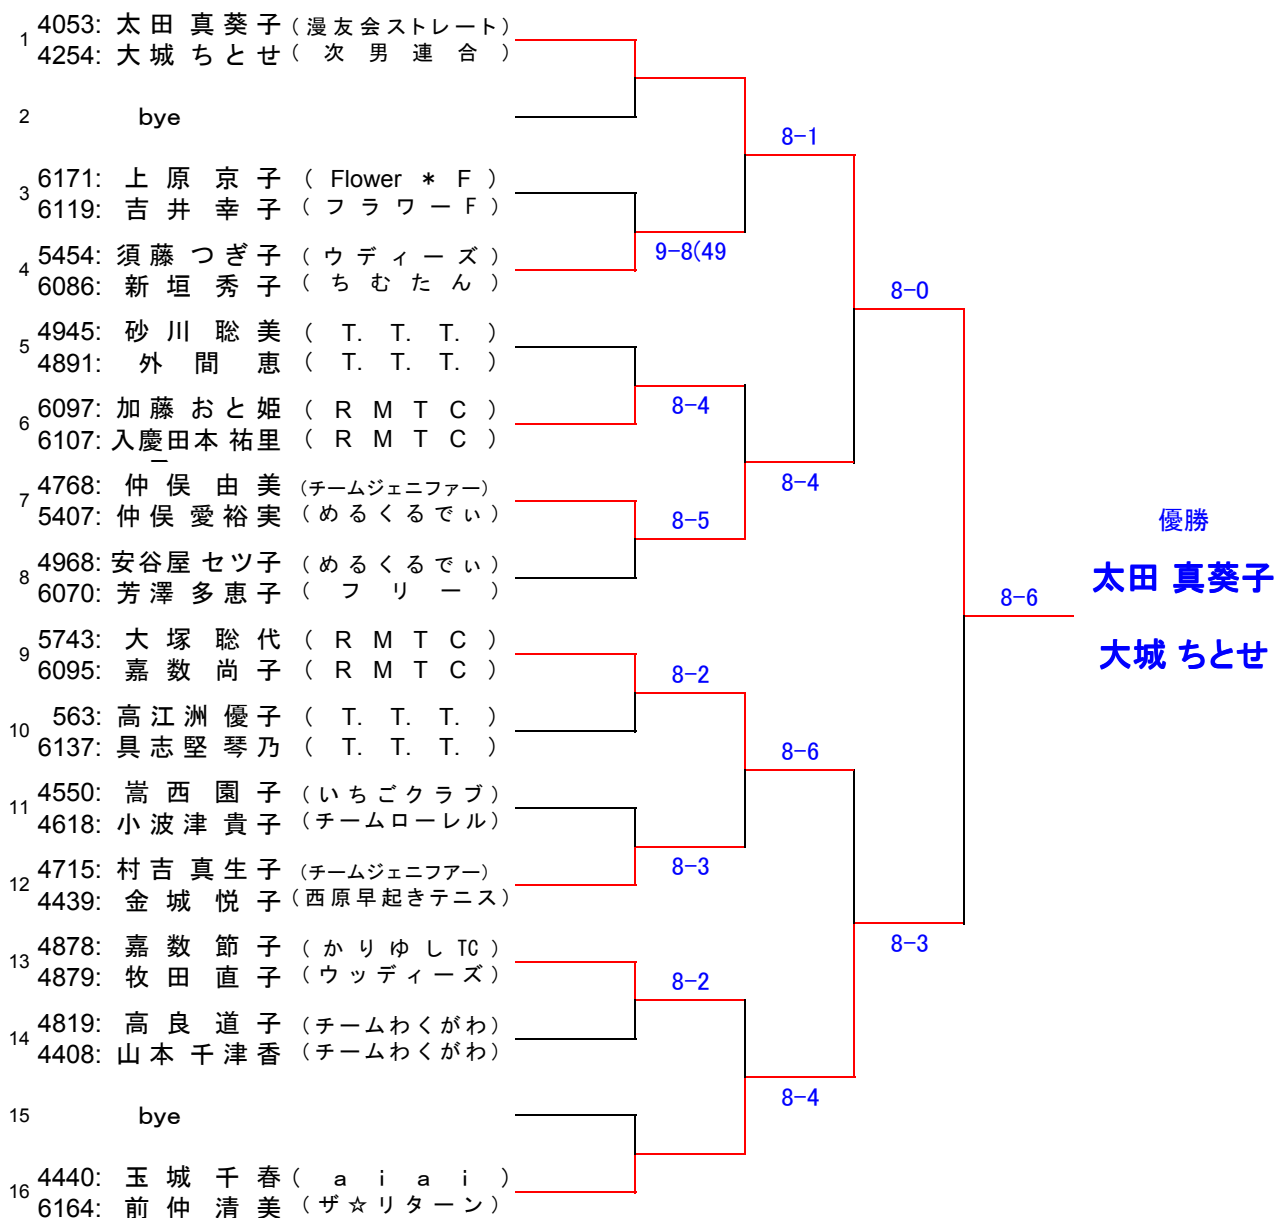 1 4053: 太田 真葵子 (漫友会ストレート)
4254: 大城 ちとせ (次男連合)
2 bye
8-1
3 6171: 上原 京子 (Flower * F)
6119: 吉井 幸子 (フラワーF)
9-8(49
4 5454: 須藤 つぎ子 (ウディーズ)
6086: 新垣 秀子 (ちむたん)
8-0
5 4945: 砂川 聡美 (T. T. T.)
4891: 外間 恵 (T. T. T.)
8-4
6 6097: 加藤 おと姫 (RMTC)
6107: 入慶田本 祐里 (RMTC)
8-4
7 4768: 仲俣 由美 (チームジェニファー)
5407: 仲俣 愛裕実 (めるくるでぃ)
8-5
優勝
8 4968: 安谷屋 セツ子 (めるくるでぃ)
6070: 芳澤 多恵子 (フリー)
太田 真葵子
8-6
大城 ちとせ
9 5743: 大塚 聡代 (RMTC)
6095: 嘉数 尚子 (RMTC)
8-2
10 563: 高江洲 優子 (T. T. T.)
6137: 具志堅 琴乃 (T. T. T.)
8-6
11 4550: 嵩西 園子 (いちごクラブ)
4618: 小波津 貴子 (チームローレル)
8-3
12 4715: 村吉 真生子 (チームジェニフアー)
4439: 金城 悦子 (西原早起きテニス)
8-3
13 4878: 嘉数 節子 (かりゆしTC)
4879: 牧田 直子 (ウッディーズ)
8-2
14 4819: 高良 道子 (チームわくがわ)
4408: 山本 千津香 (チームわくがわ)
8-4
15 bye
16 4440: 玉城 千春 (aiai)
6164: 前仲 清美 (ザ☆リターン)